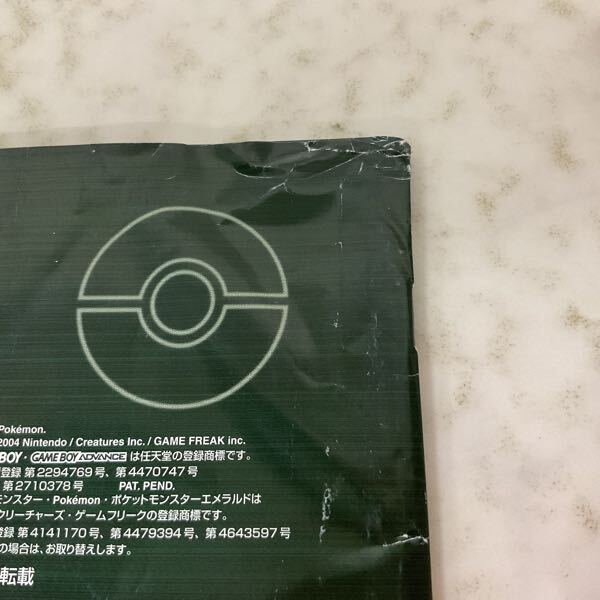 Pokémon.
2004 Nintendo / Creatures Inc. / GAME FREAK inc.
BOY・GAME BOY ADVANCE は任天堂の登録商標です。
登録 第2294769号、第4470747号
第2710378号 PAT. PEND.
モンスター・Pokémon・ポケットモンスターエメラルドは
クリーチャーズ・ゲームフリークの登録商標です。
登録 第4141170号、第4479394号、第4643597号
の場合は、お取り替えします。
転載